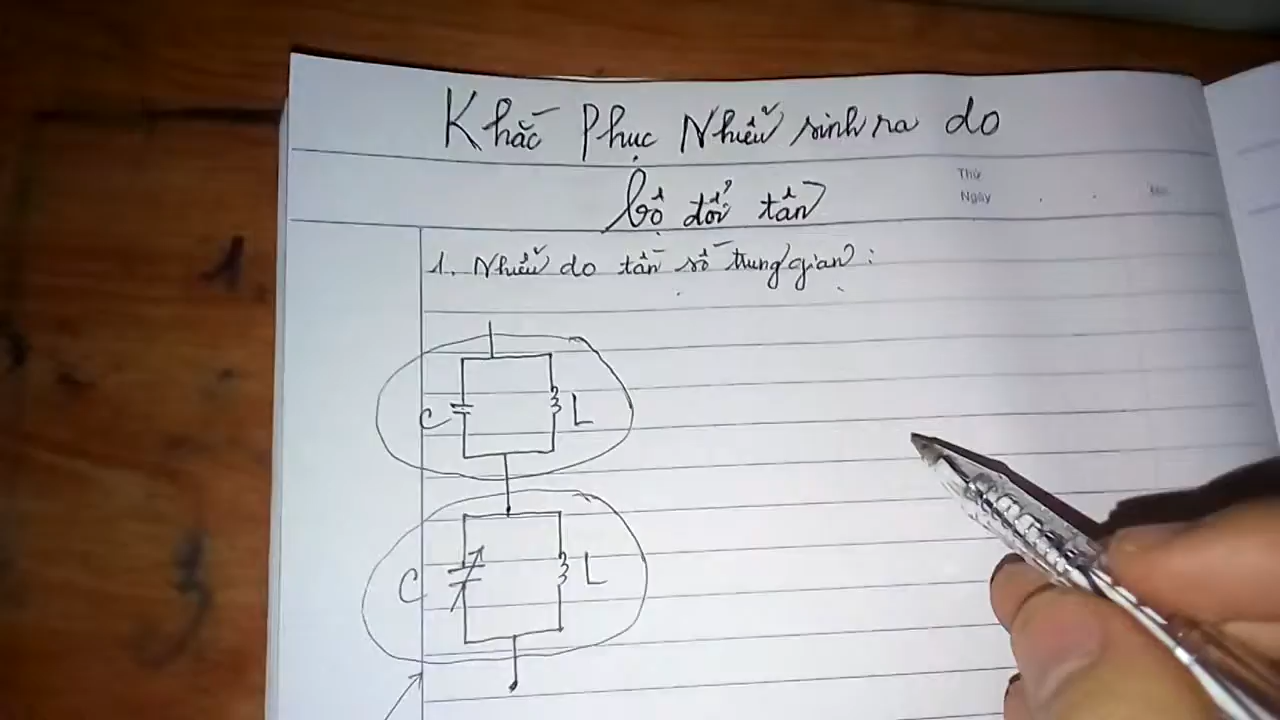 Khắc Phục Nhiễu sinh ra do
bộ đổi tần
Thứ
Ngày
1. Nhiễu do tần số trung gian:
C L
C L